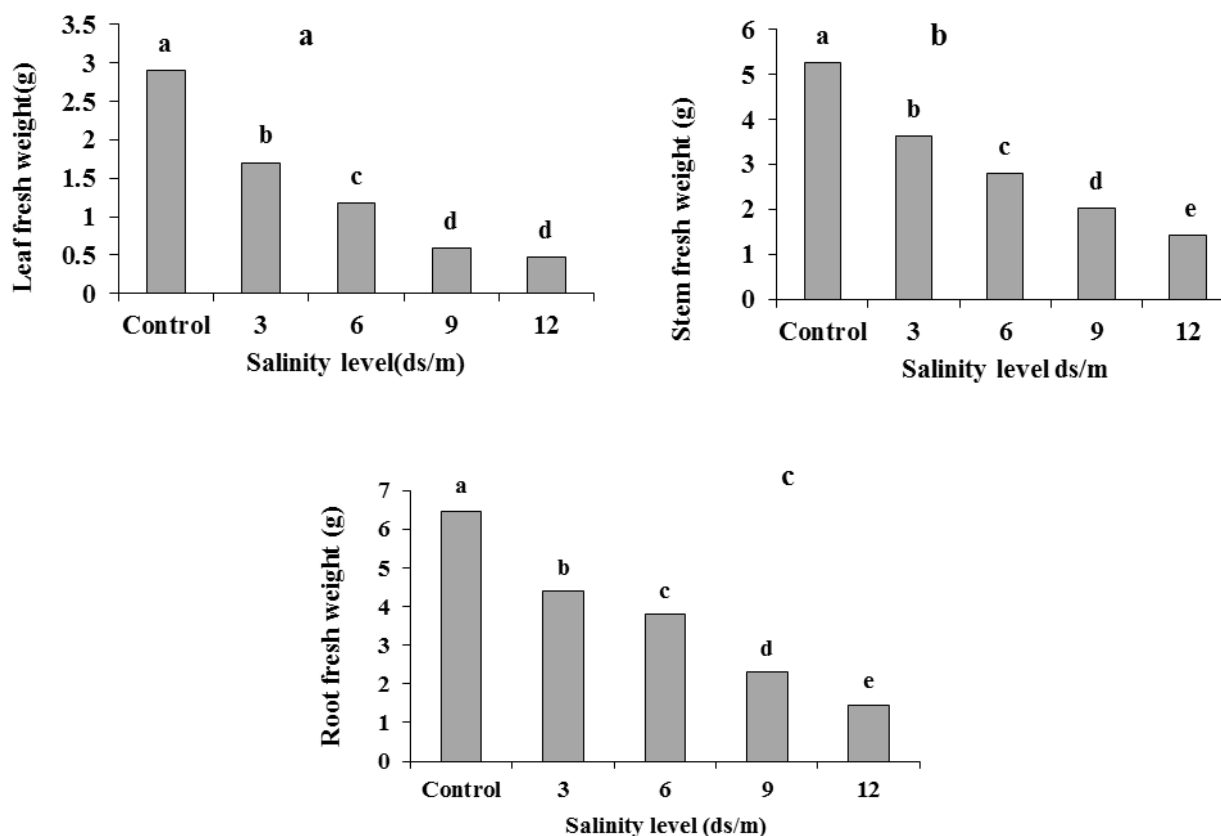 a
Leaf fresh weight(g)
3.5
3
2.5
2
1.5
1
0.5
0
a
b
c
d
d
Control 3 6 9 12
Salinity level(ds/m)
b
Stem fresh weight (g)
6
5
4
3
2
1
0
a
b
c
d
e
Control 3 6 9 12
Salinity level ds/m
c
Root fresh weight (g)
7
6
5
4
3
2
1
0
a
b
c
d
e
Control 3 6 9 12
Salinity level (ds/m)